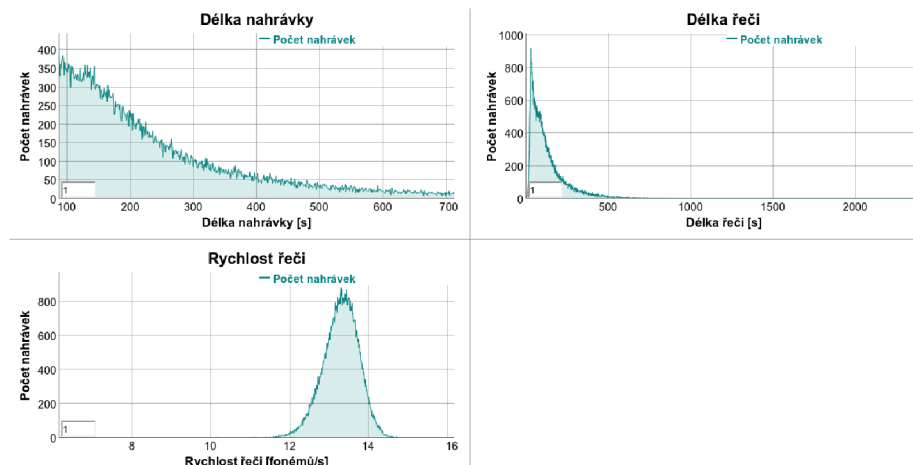 Délka nahrávky
Počet nahrávek
Počet nahrávek
400
350
300
250
200
150
100
50
0
1
100 200 300 400 500 600 700
Délka nahrávky [s]
Délka řeči
Počet nahrávek
Počet nahrávek
1000
800
600
400
200
0
1
0 500 1000 1500 2000
Délka řeči [s]
Rychlost řeči
Počet nahrávek
Počet nahrávek
800
600
400
200
0
1
8 10 12 14 16
Rychlost řeči [fonémů/s]